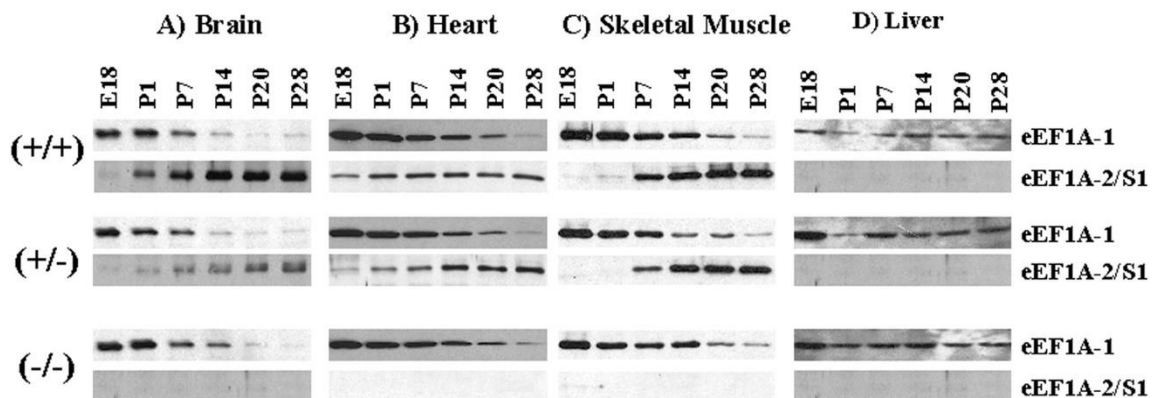 A) Brain B) Heart C) Skeletal Muscle D) Liver
E18 P1 P7 P14 P20 P28 E18 P1 P7 P14 P20 P28 E18 P1 P7 P14 P20 P28 E18 P1 P7 P14 P20 P28
(+/+) eEF1A-1
eEF1A-2/S1
(+/-) eEF1A-1
eEF1A-2/S1
(-/-) eEF1A-1
eEF1A-2/S1